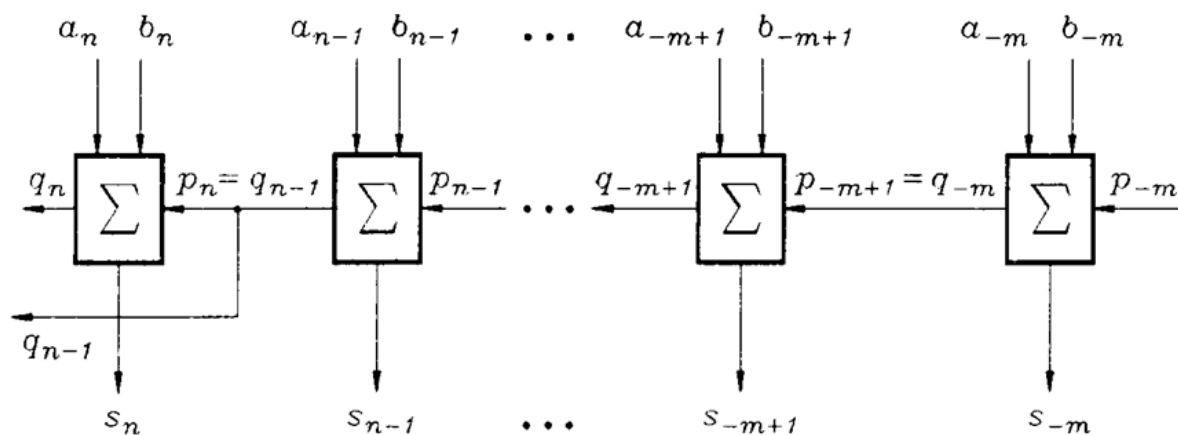 a_n b_n a_{n-1} b_{n-1} ... a_{-m+1} b_{-m+1} a_{-m} b_{-m}
q_n Σ p_n = q_{n-1} Σ p_{n-1} ... q_{-m+1} Σ p_{-m+1} = q_{-m} Σ p_{-m}
q_{n-1}
s_n s_{n-1} ... s_{-m+1} s_{-m}